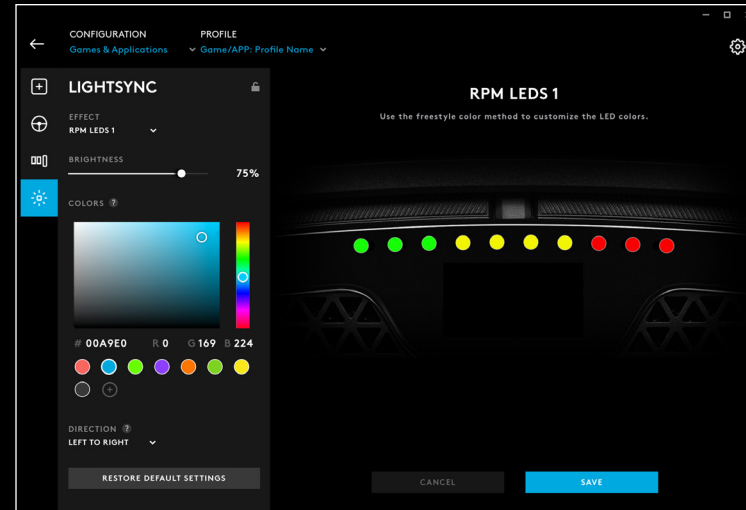 CONFIGURATION
Games & Applications
PROFILE
Game/APP: Profile Name
LIGHTSYNC
EFFECT
RPM LEDS 1
BRIGHTNESS
75%
COLORS ?
# 00A9E0 R 0 G 169 B 224
DIRECTION ?
LEFT TO RIGHT
RESTORE DEFAULT SETTINGS
RPM LEDS 1
Use the freestyle color method to customize the LED colors.
CANCEL
SAVE